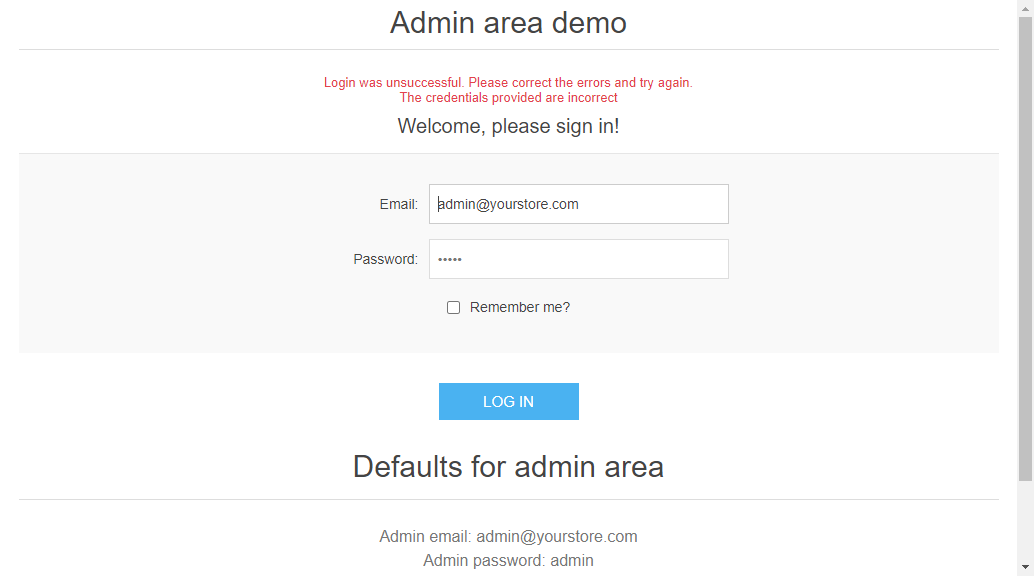 Admin area demo
Login was unsuccessful. Please correct the errors and try again.
The credentials provided are incorrect
Welcome, please sign in!
Email: admin@yourstore.com
Password: •••••
Remember me?
LOG IN
Defaults for admin area
Admin email: admin@yourstore.com
Admin password: admin